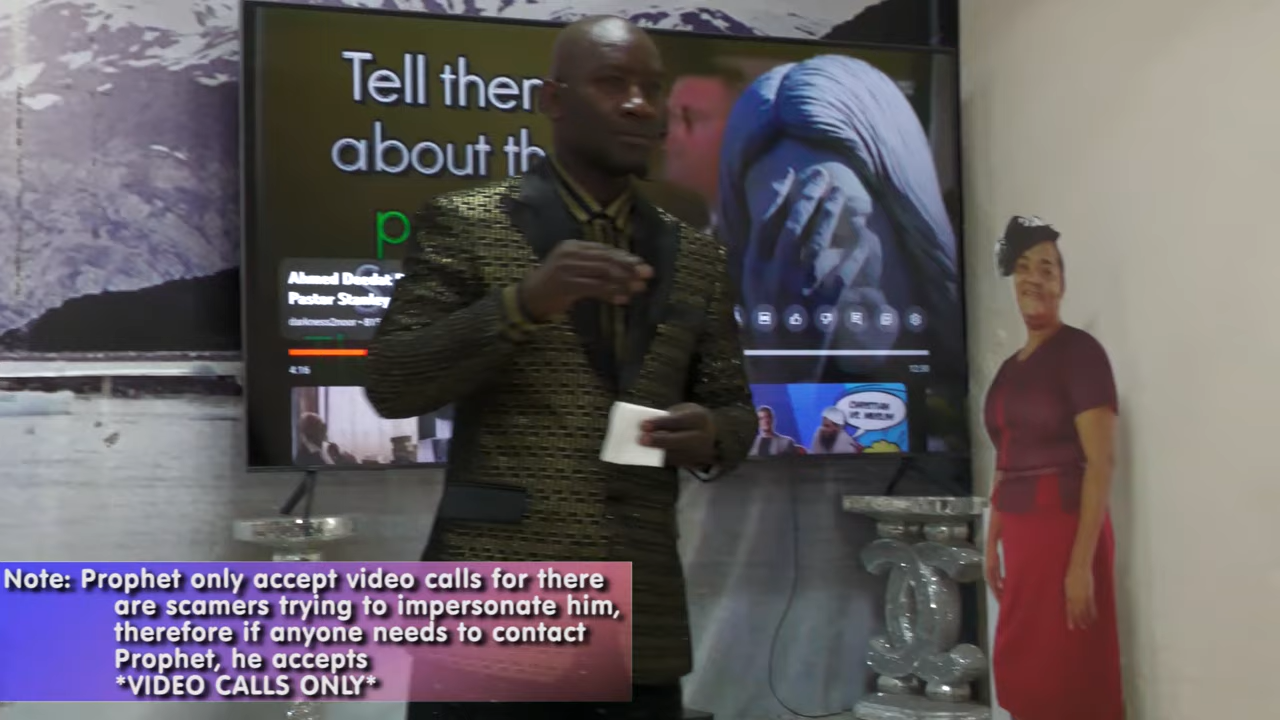 Tell them
about th
p
Ahmed Deedat
Pastor Stanley
4:16
12:30
CHRISTIAN
VS. MUSLIM
Note: Prophet only accept video calls for there
are scamers trying to impersonate him,
therefore if anyone needs to contact
Prophet, he accepts
*VIDEO CALLS ONLY*